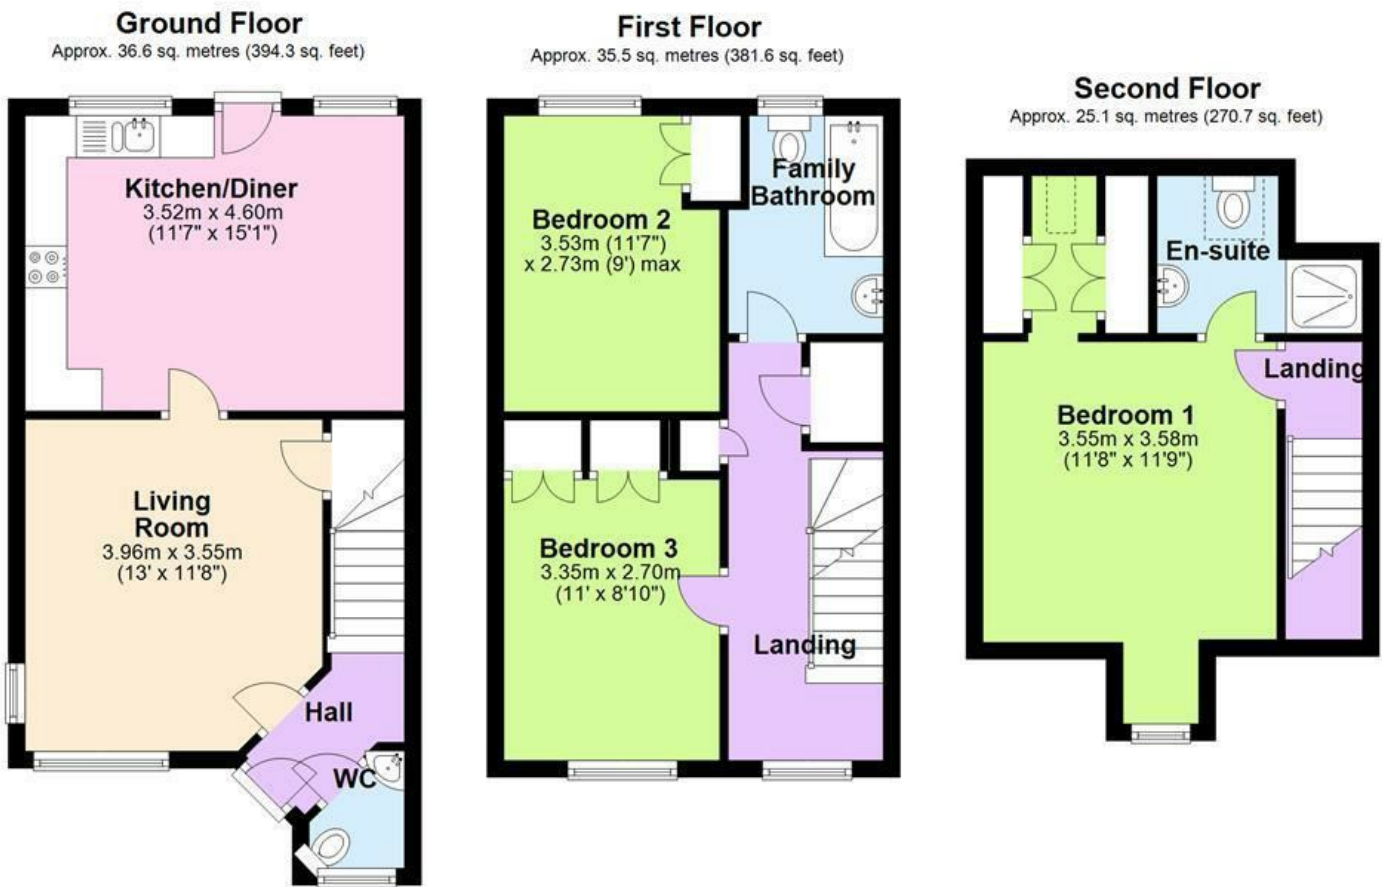 Ground Floor
Approx. 36.6 sq. metres (394.3 sq. feet)
Kitchen/Diner
3.52m x 4.60m
(11'7" x 15'1")
Living
Room
3.96m x 3.55m
(13' x 11'8")
Hall
WC
First Floor
Approx. 35.5 sq. metres (381.6 sq. feet)
Family
Bathroom
Bedroom 2
3.53m (11'7")
x 2.73m (9') max
Bedroom 3
3.35m x 2.70m
(11' x 8'10")
Landing
Second Floor
Approx. 25.1 sq. metres (270.7 sq. feet)
En-suite
Landing
Bedroom 1
3.55m x 3.58m
(11'8" x 11'9")